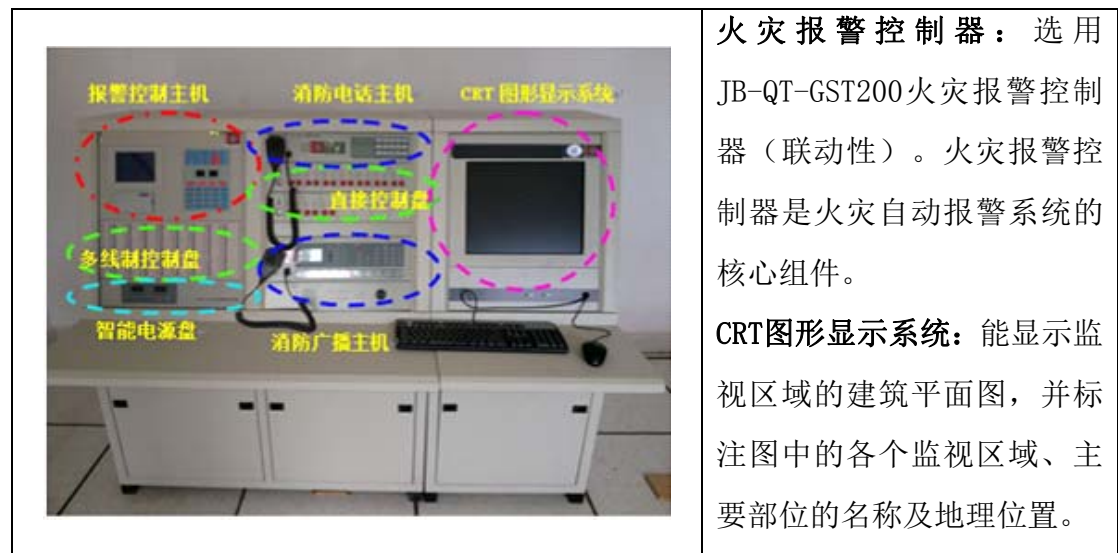 报警控制主机
消防电话主机
CRT 图形显示系统
直接控制盘
多线制控制盘
智能电源盘
消防广播主机
火灾报警控制器：选用
JB-QT-GST200火灾报警控制
器（联动性）。火灾报警控
制器是火灾自动报警系统的
核心组件。
CRT图形显示系统：能显示监
视区域的建筑平面图，并标
注图中的各个监视区域、主
要部位的名称及地理位置。